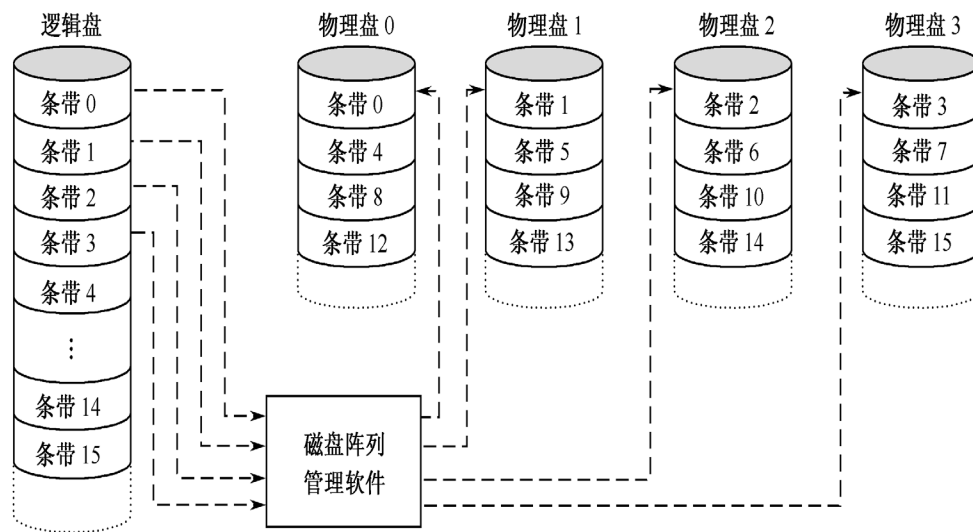 逻辑盘
条带 0
条带 1
条带 2
条带 3
条带 4
⋮
条带 14
条带 15
物理盘 0
条带 0
条带 4
条带 8
条带 12
物理盘 1
条带 1
条带 5
条带 9
条带 13
物理盘 2
条带 2
条带 6
条带 10
条带 14
物理盘 3
条带 3
条带 7
条带 11
条带 15
磁盘阵列
管理软件